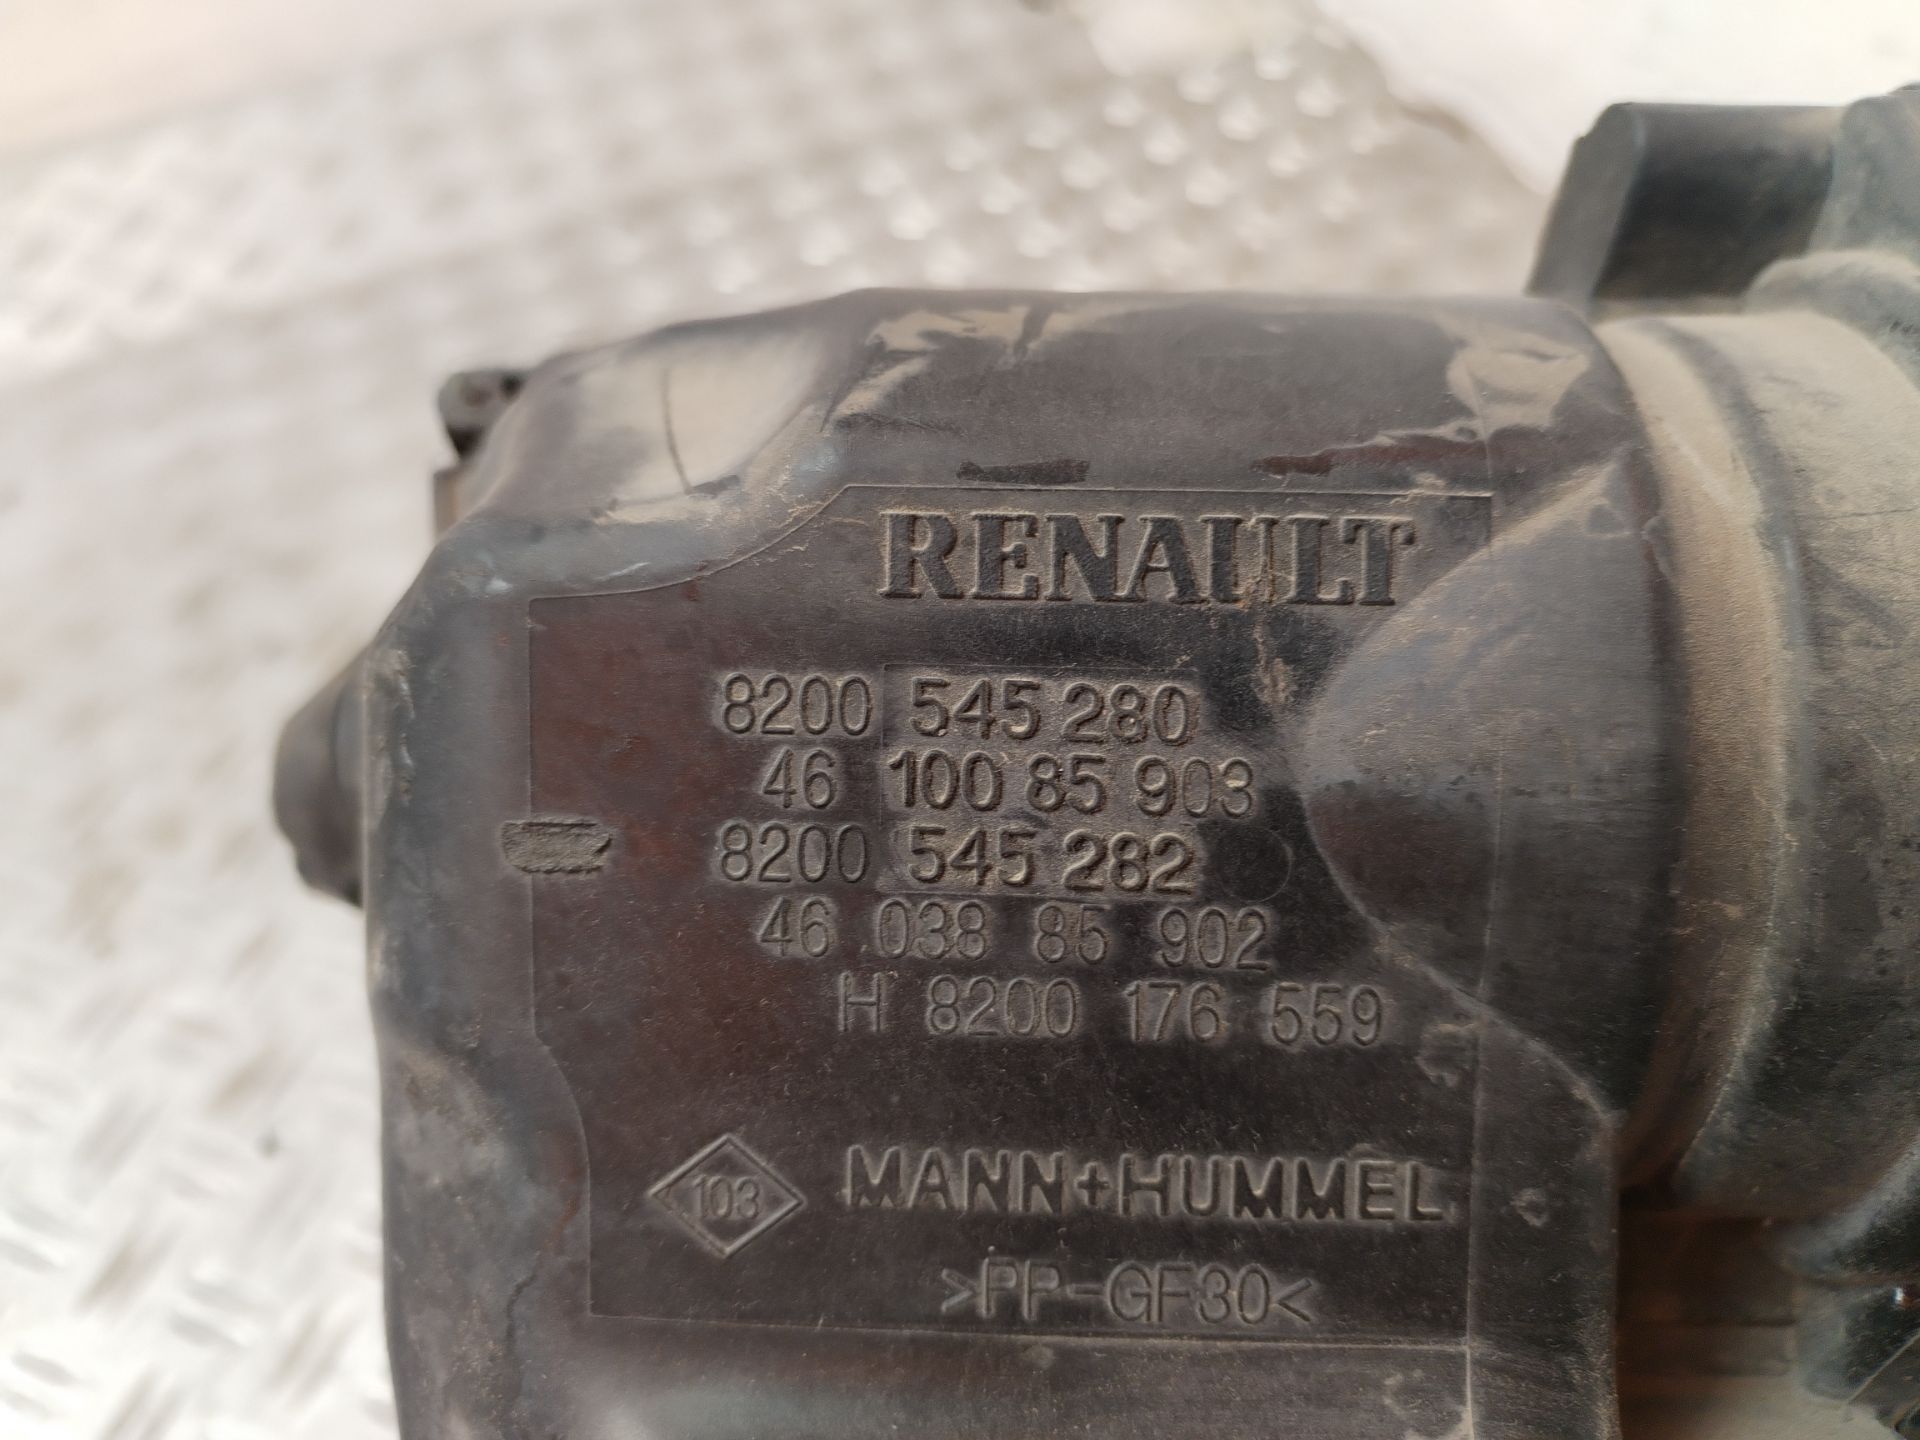 RENAULT
8200 545 280
46 100 85 903
8200 545 282
46 038 85 902
H 8200 176 559
103 MANN+HUMMEL
>PP-GF30<